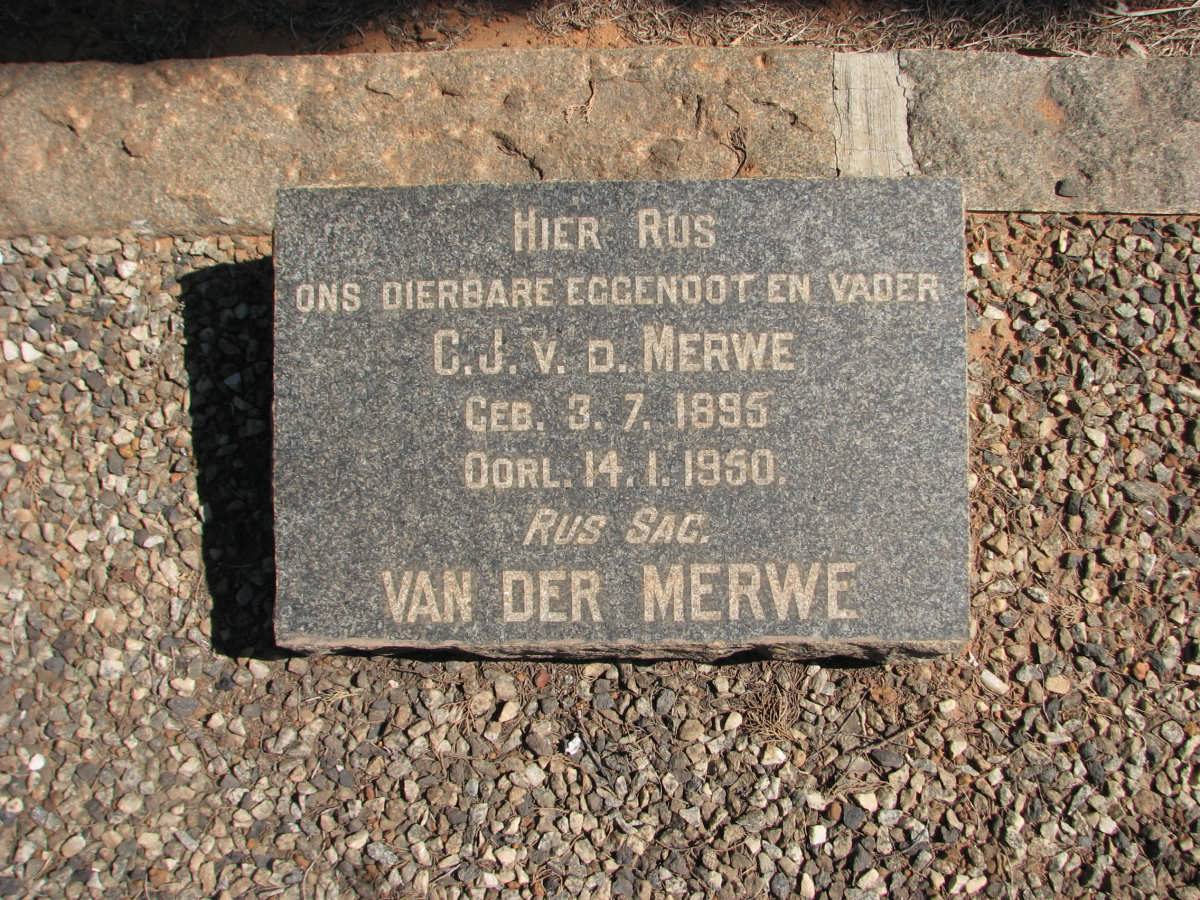 HIER RUS
ONS DIERBARE EGGENOOT EN VADER
C.J. V. D. MERWE
GEB. 3. 7. 1895
OORL. 14. 1. 1950.
RUS SAG.
VAN DER MERWE